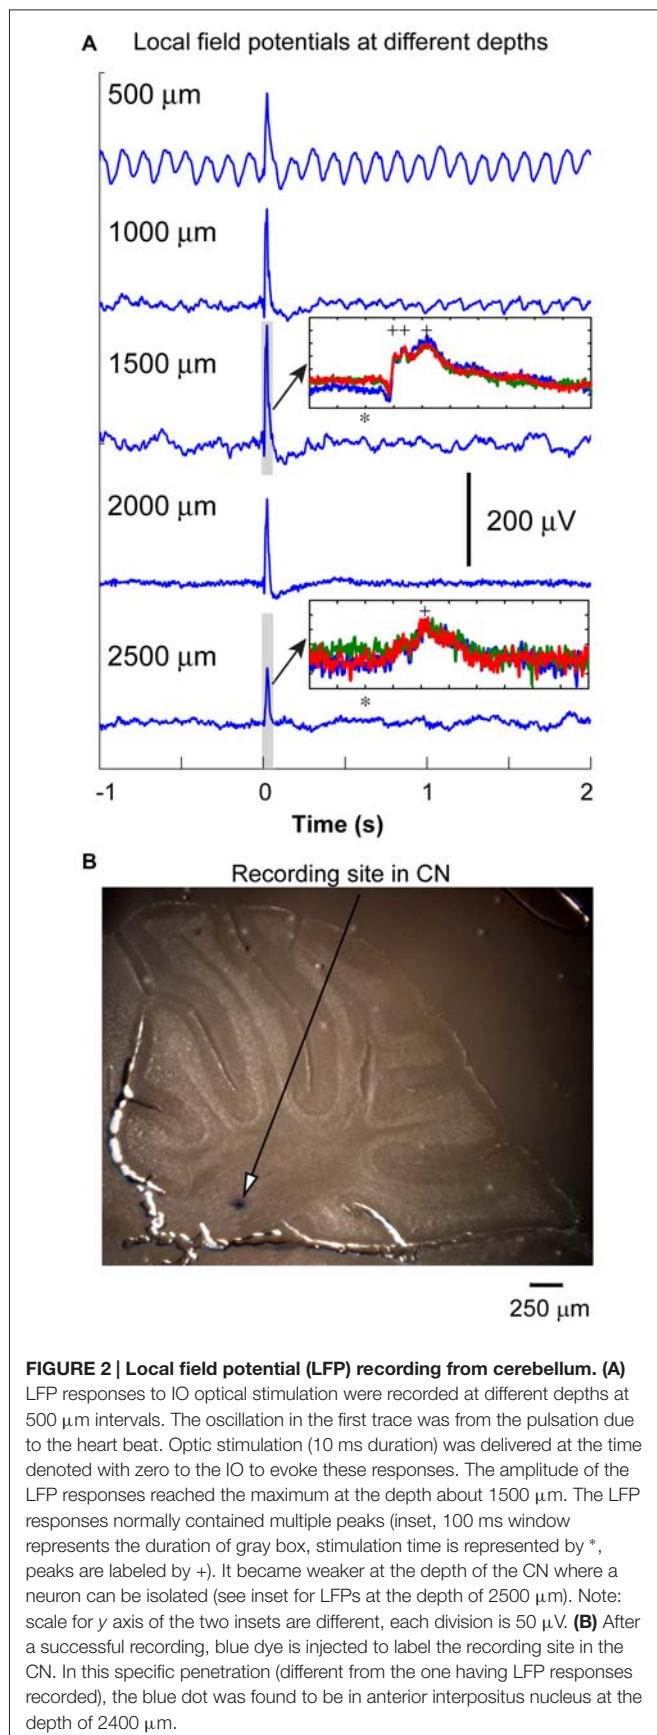 A Local field potentials at different depths
500 μm
1000 μm
1500 μm
++ +
*
2000 μm
200 μV
2500 μm
+
*
-1 0 1 2
Time (s)
B
Recording site in CN
250 μm
FIGURE 2 | Local field potential (LFP) recording from cerebellum. (A)
LFP responses to IO optical stimulation were recorded at different depths at
500 μm intervals. The oscillation in the first trace was from the pulsation due
to the heart beat. Optic stimulation (10 ms duration) was delivered at the time
denoted with zero to the IO to evoke these responses. The amplitude of the
LFP responses reached the maximum at the depth about 1500 μm. The LFP
responses normally contained multiple peaks (inset, 100 ms window
represents the duration of gray box, stimulation time is represented by *,
peaks are labeled by +). It became weaker at the depth of the CN where a
neuron can be isolated (see inset for LFPs at the depth of 2500 μm). Note:
scale for y axis of the two insets are different, each division is 50 μV. (B) After
a successful recording, blue dye is injected to label the recording site in the
CN. In this specific penetration (different from the one having LFP responses
recorded), the blue dot was found to be in anterior interpositus nucleus at the
depth of 2400 μm.